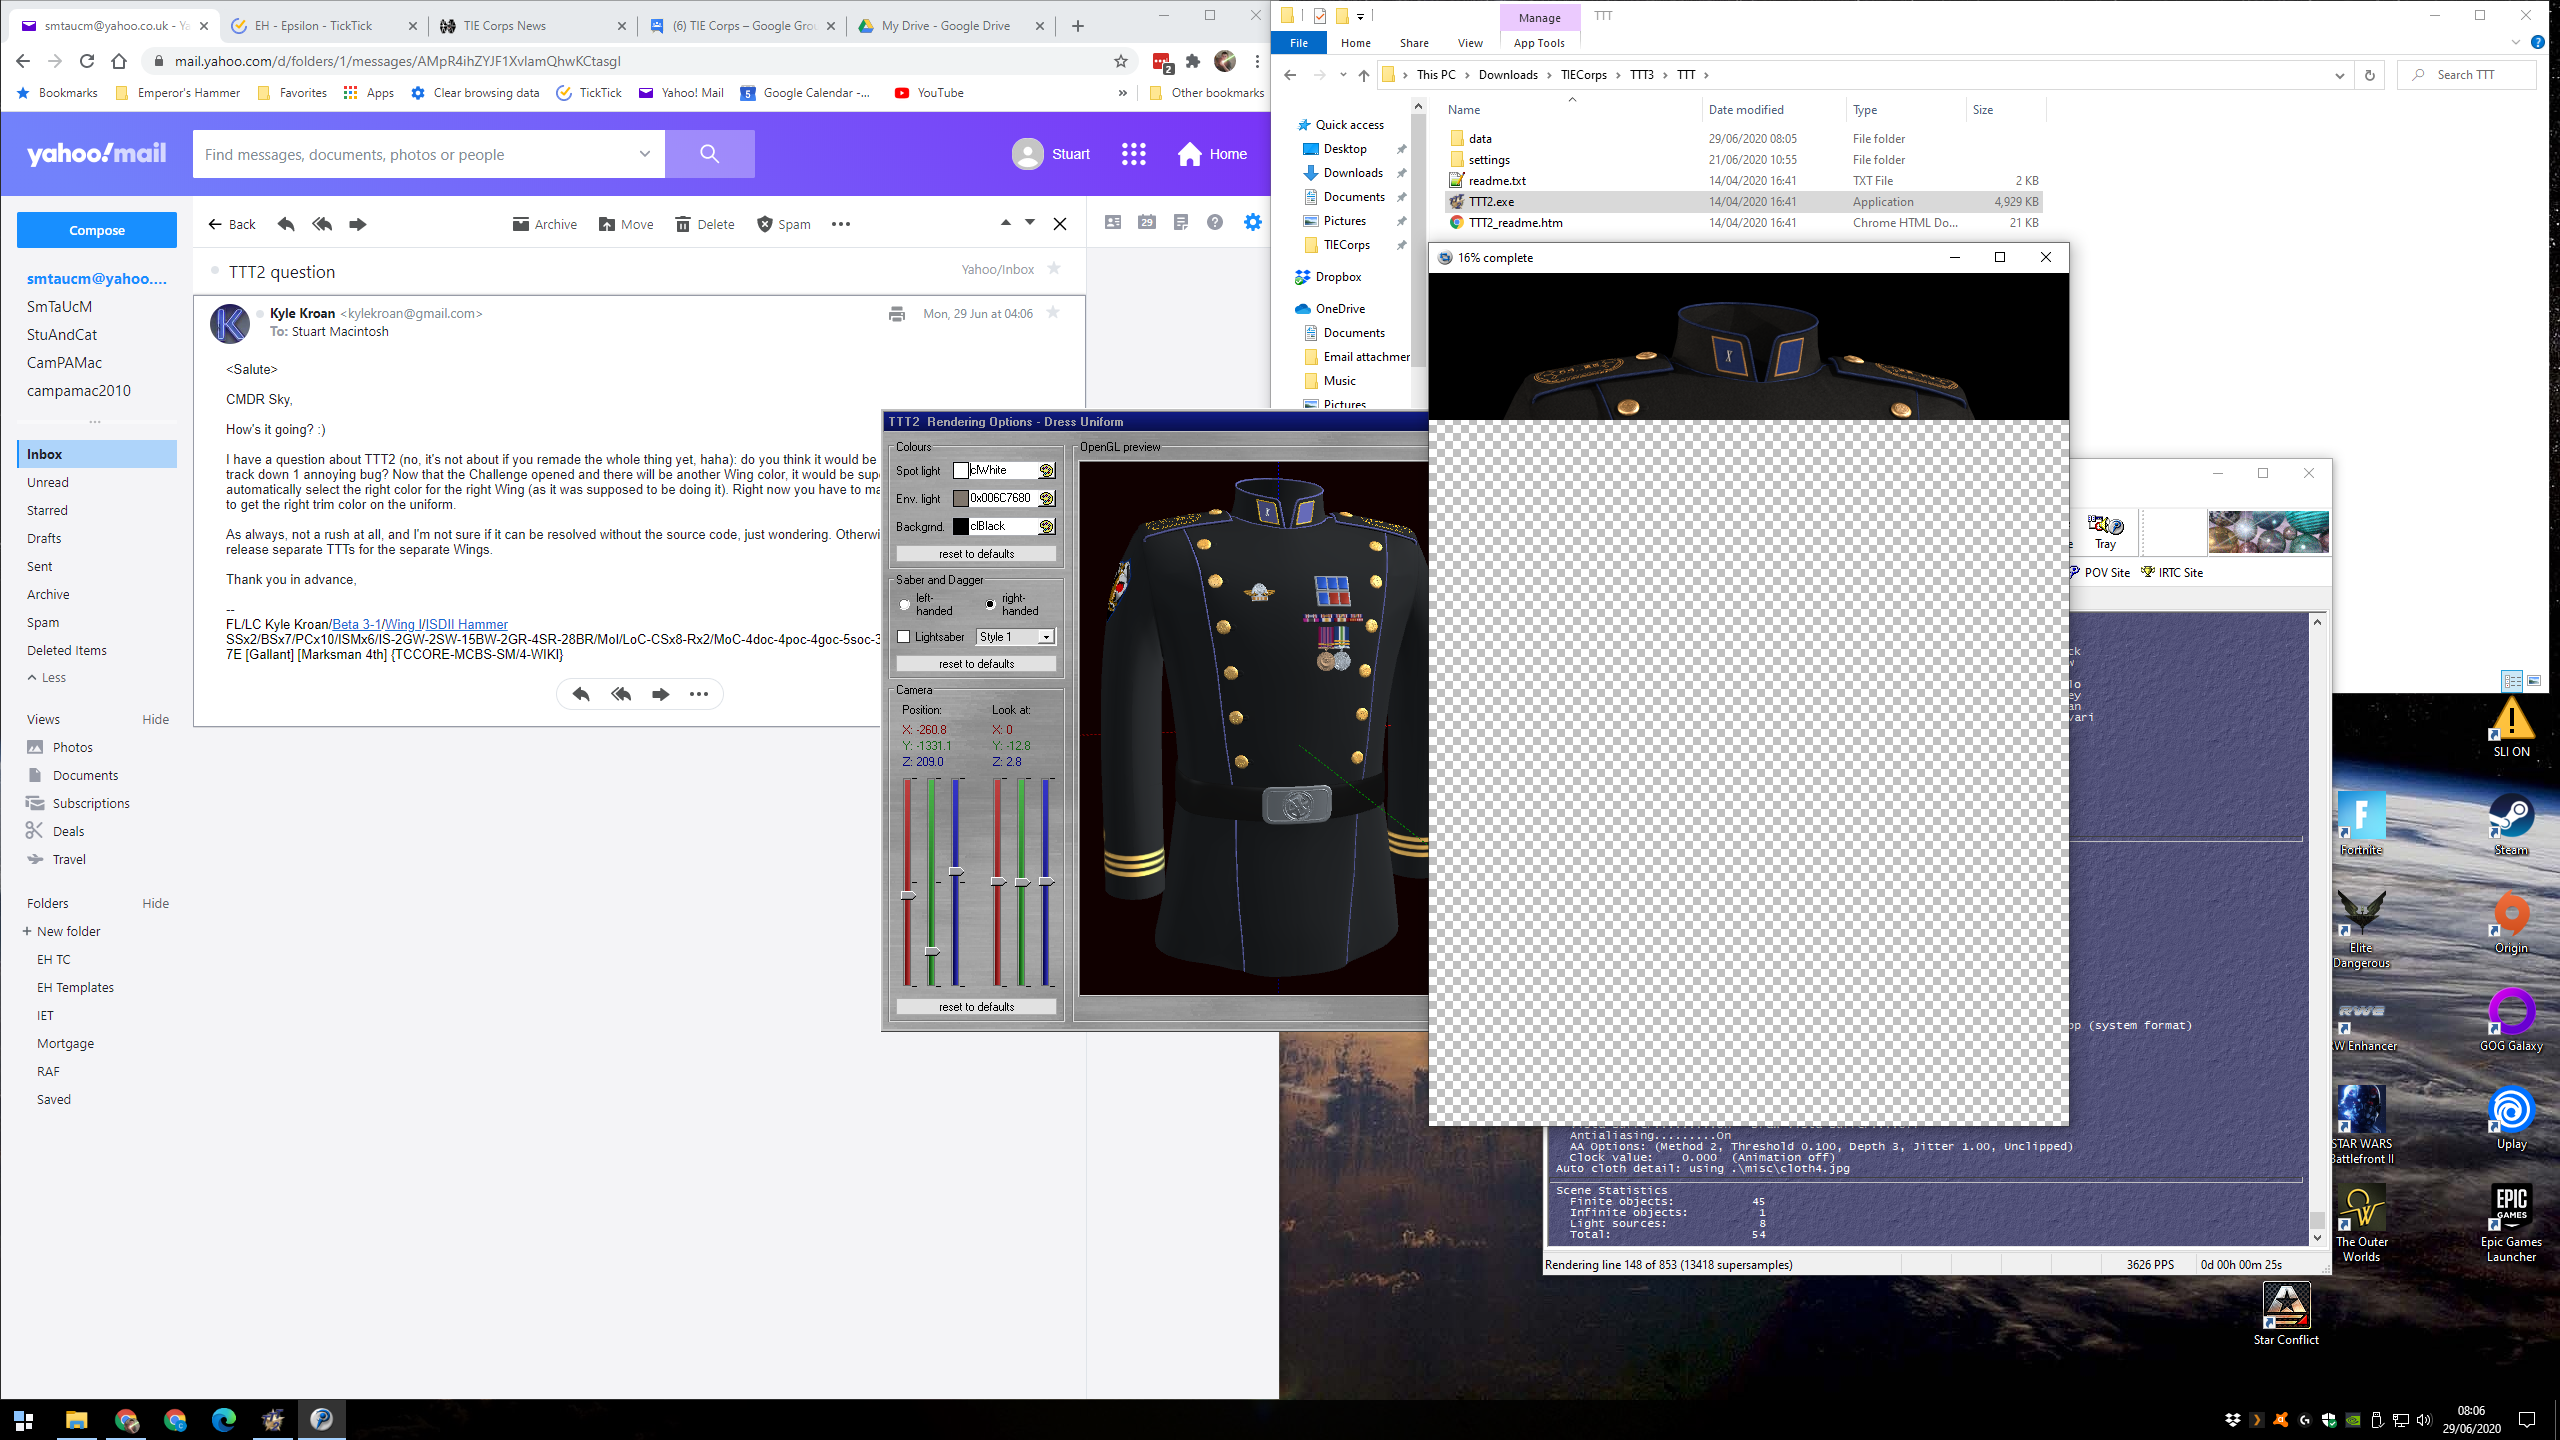 smtaucm@yahoo.co.uk - Ya
EH - Epsilon - TickTick
TIE Corps News
(6) TIE Corps – Google Grou
My Drive - Google Drive
mail.yahoo.com/d/folders/1/messages/AMpR4ihZYJF1XvlamQhwKCtasgI
2
Bookmarks
Emperor's Hammer
Favorites
Apps
Clear browsing data
TickTick
Yahoo! Mail
Google Calendar -...
YouTube
»
Other bookmarks
yahoo!mail
Find messages, documents, photos or people
Stuart
Home
Compose
Back
Archive
Move
Delete
Spam
29
smtaucm@yahoo....
SmTaUcM
StuAndCat
CamPAMac
campamac2010
Inbox
Unread
Starred
Drafts
Sent
Archive
Spam
Deleted Items
Less
Views
Hide
Photos
Documents
Subscriptions
Deals
Travel
Folders
Hide
+ New folder
EH TC
EH Templates
IET
Mortgage
RAF
Saved
TTT2 question
Yahoo/Inbox
K
Kyle Kroan <kylekroan@gmail.com>
Mon, 29 Jun at 04:06
To: Stuart Macintosh
<Salute>
CMDR Sky,
How's it going? :)
I have a question about TTT2 (no, it's not about if you remade the whole thing yet, haha): do you think it would be
track down 1 annoying bug? Now that the Challenge opened and there will be another Wing color, it would be sup
automatically select the right color for the right Wing (as it was supposed to be doing it). Right now you have to ma
to get the right trim color on the uniform.
As always, not a rush at all, and I'm not sure if it can be resolved without the source code, just wondering. Otherwi
release separate TTTs for the separate Wings.
Thank you in advance,
--
FL/LC Kyle Kroan/Beta 3-1/Wing I/ISDII Hammer
SSx2/BSx7/PCx10/ISMx6/IS-2GW-2SW-15BW-2GR-4SR-28BR/MoI/LoC-CSx8-Rx2/MoC-4doc-4poc-4goc-5soc-3
7E [Gallant] [Marksman 4th] {TCCORE-MCBS-SM/4-WIKI}
TTT2 Rendering Options - Dress Uniform
Colours
Spot light
clWhite
Env. light
0x006C7680
Backgrnd.
clBlack
reset to defaults
Saber and Dagger
left-handed
right-handed
Lightsaber
Style 1
reset to defaults
Camera
Position:
Look at:
X: -260.8
X: 0
Y: -1331.1
Y: -12.8
Z: 209.0
Z: 2.8
reset to defaults
OpenGL preview
Manage
TTT
File
Home
Share
View
App Tools
This PC
Downloads
TIECorps
TTT3
TTT
Search TTT
Name
Date modified
Type
Size
data
29/06/2020 08:05
File folder
settings
21/06/2020 10:55
File folder
readme.txt
14/04/2020 16:41
TXT File
2 KB
TTT2.exe
14/04/2020 16:41
Application
4,929 KB
TTT2_readme.htm
14/04/2020 16:41
Chrome HTML Do...
21 KB
Quick access
Desktop
Downloads
Documents
Pictures
TIECorps
Dropbox
OneDrive
Documents
Email attachmer
Music
Pictures
16% complete
X
Tray
POV Site
IRTC Site
ck
w
lo
ey
an
vari
op (system format)
Antialiasing.........On
AA Options: (Method 2, Threshold 0.100, Depth 3, Jitter 1.00, Unclipped)
Clock value: 0.000 (Animation off)
Auto cloth detail: using .\misc\cloth4.jpg
Scene Statistics
Finite objects: 45
Infinite objects: 1
Light sources: 8
Total: 54
Rendering line 148 of 853 (13418 supersamples)
3626 PPS
0d 00h 00m 25s
SLI ON
Fortnite
Steam
Elite Dangerous
Origin
RW Enhancer
GOG Galaxy
STAR WARS Battlefront II
Uplay
The Outer Worlds
EPIC GAMES
Epic Games Launcher
Star Conflict
08:06
29/06/2020